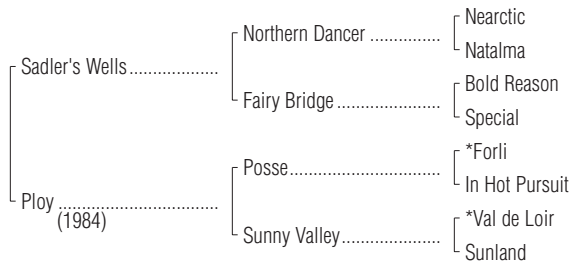 Nearctic
Northern Dancer ...............
Natalma
Sadler's Wells...................
Bold Reason
Fairy Bridge ......................
Special
*Forli
Posse................................
In Hot Pursuit
Ploy ..................................
(1984)
*Val de Loir
Sunny Valley.....................
Sunland